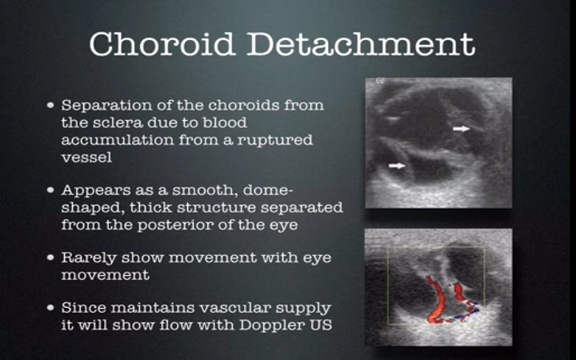 Choroid Detachment
• Separation of the choroids from
the sclera due to blood
accumulation from a ruptured
vessel
• Appears as a smooth, dome-
shaped, thick structure separated
from the posterior of the eye
• Rarely show movement with eye
movement
• Since maintains vascular supply
it will show flow with Doppler US